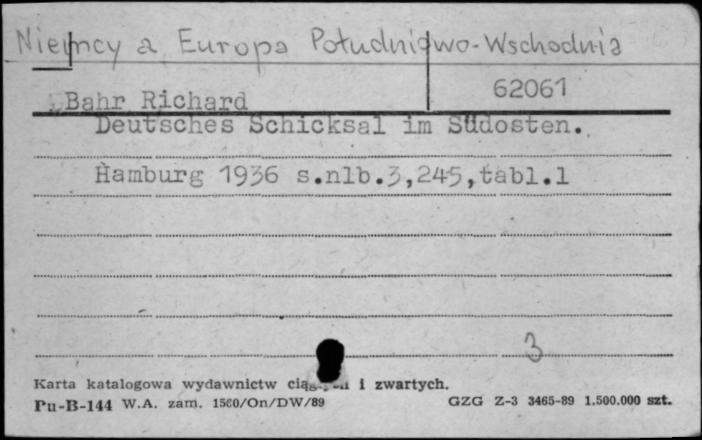 Niemcy a Europa Południowo-Wschodnia
62061
Bahr Richard
Deutsches Schicksal im Südosten.
Hamburg 1936 s.nlb.3,245,tabl.1
3
Karta katalogowa wydawnictw i zwartych.
Pu-B-144 W.A. zam. 1560/On/DW/89 GZG Z-3 3465-89 1.500.000 szt.